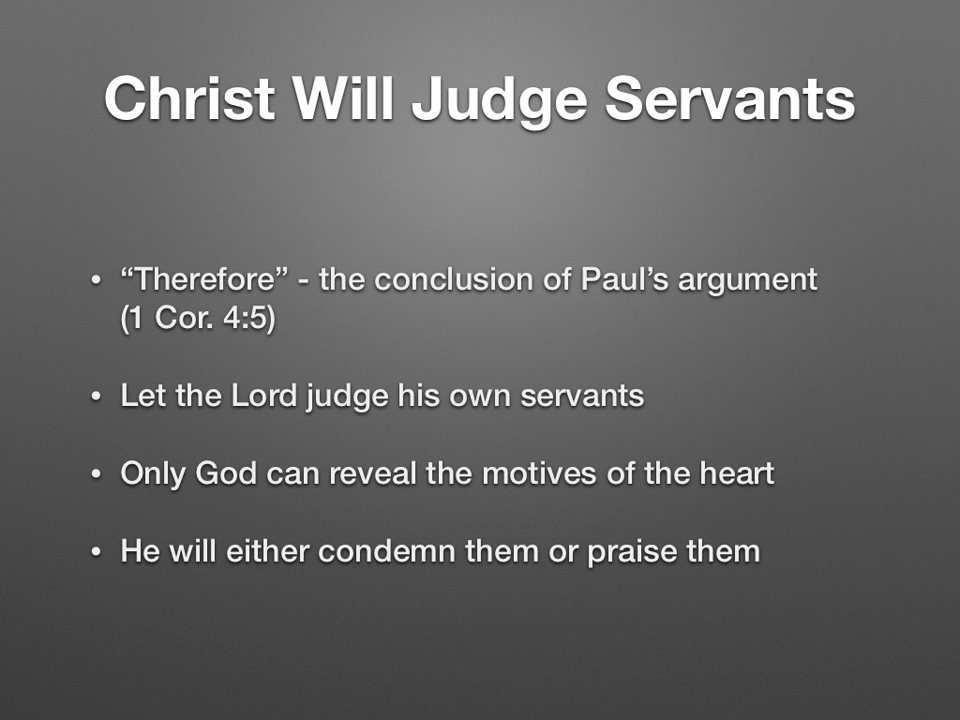 Christ Will Judge Servants
• “Therefore” - the conclusion of Paul’s argument
(1 Cor. 4:5)
• Let the Lord judge his own servants
• Only God can reveal the motives of the heart
• He will either condemn them or praise them